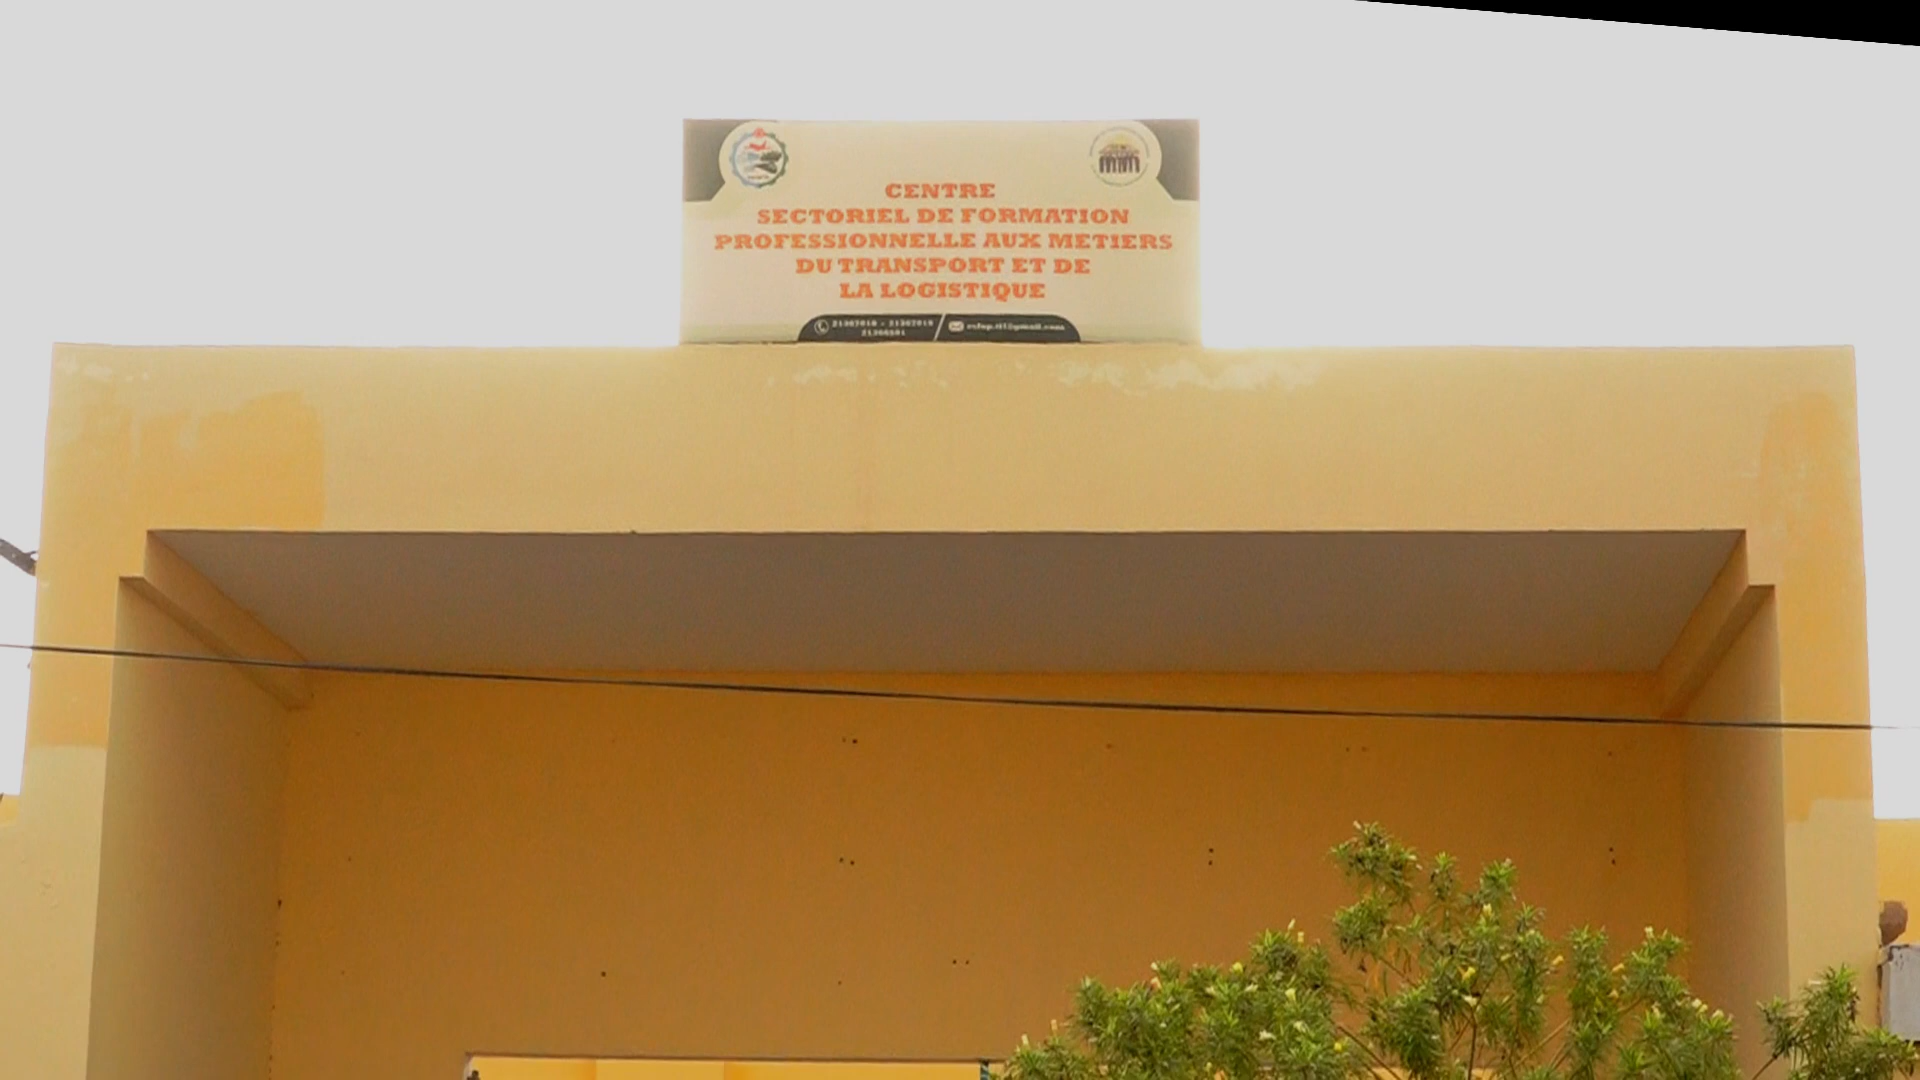 CENTRE
SECTORIEL DE FORMATION
PROFESSIONNELLE AUX METIERS
DU TRANSPORT ET DE
LA LOGISTIQUE